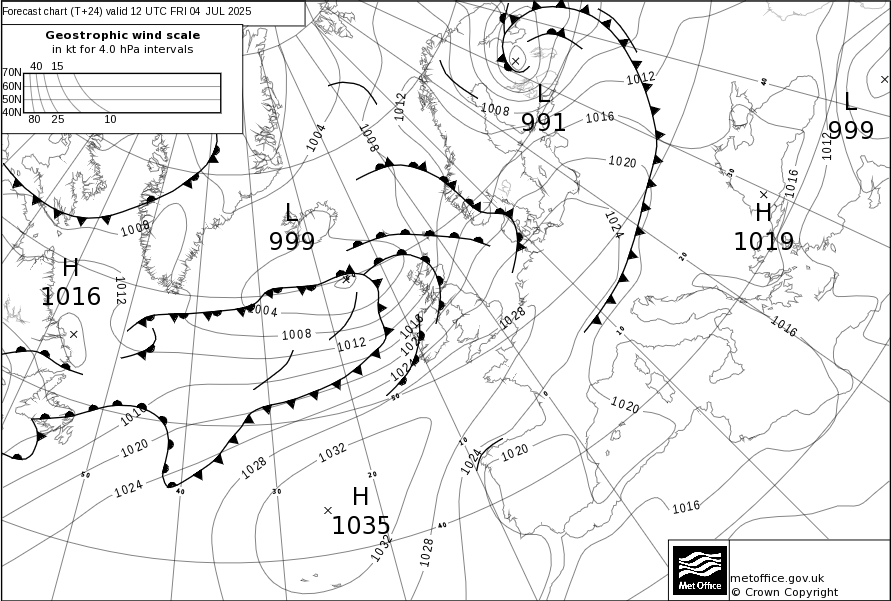 Forecast chart (T+24) valid 12 UTC FRI 04 JUL 2025
Geostrophic wind scale
in kt for 4.0 hPa intervals
40 15
70N
60N
50N
40N
80 25 10
1012
1004
1008
1008
L
991
1016
1012
1020
1024
40
30
20
10
0
L
999
1012
1016
H
1019
1016
L
999
1008
H
1016
1012
1004
1008
1012
1016
1020
1024
1028
50
1016
1020
1024
1028
1032
H
1035
1032
1028
50
40
30
20
10
40
1024
1020
1020
1016
Met Office
metoffice.gov.uk
© Crown Copyright